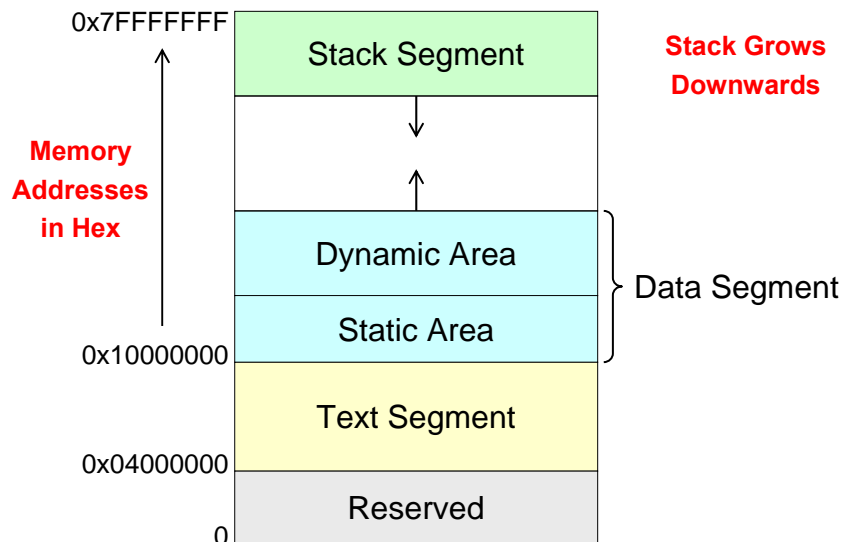 0x7FFFFFFF
Stack Segment
Stack Grows
Downwards
Memory
Addresses
in Hex
Dynamic Area
Data Segment
Static Area
0x10000000
Text Segment
0x04000000
Reserved
0